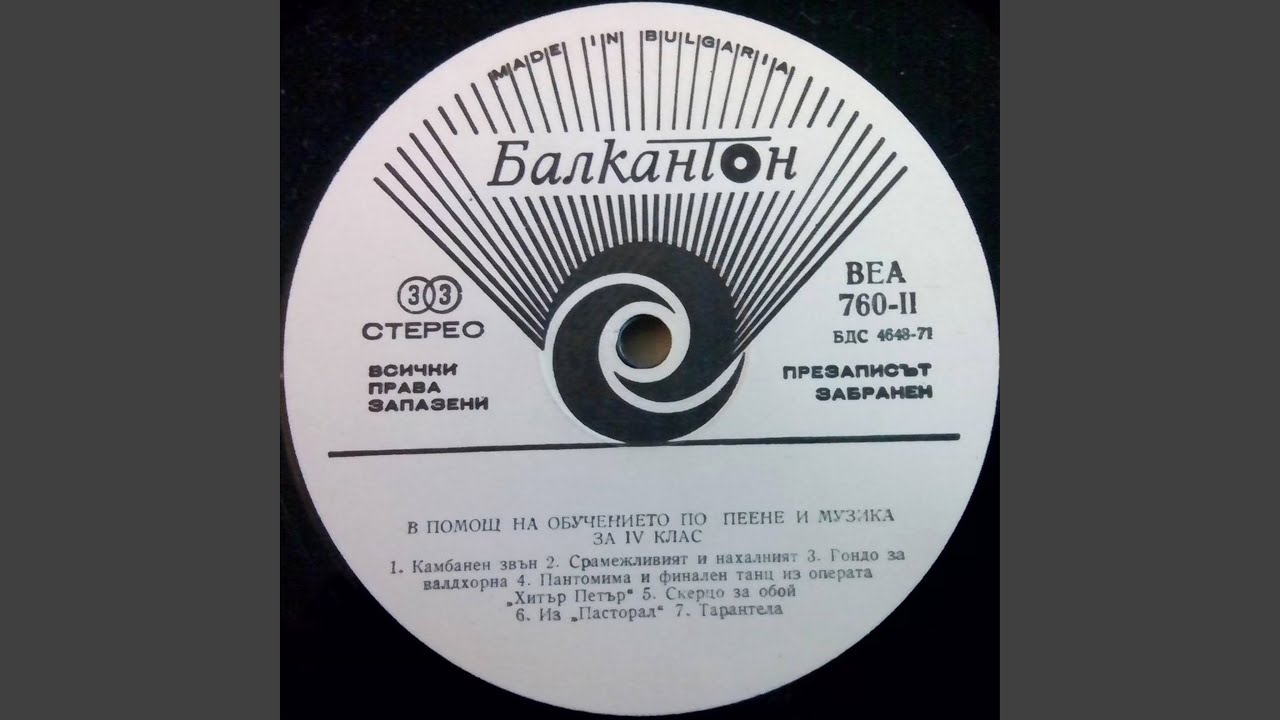 MADE IN BULGARIA
Балкантон
33
СТЕРЕО
ВСИЧКИ
ПРАВА
ЗАПАЗЕНИ
ВЕА
760-II
БДС 4648-71
ПРЕЗАПИСЪТ
ЗАБРАНЕН
В ПОМОЩ НА ОБУЧЕНИЕТО ПО ПЕЕНЕ И МУЗИКА
ЗА IV КЛАС
1. Камбанен звън 2. Срамежливият и нахалният 3. Гондо за
валдхорна 4. Пантомима и финален танц из операта
„Хитър Петър“ 5. Скерцо за обой
6. Из „Пасторал“ 7. Тарантела